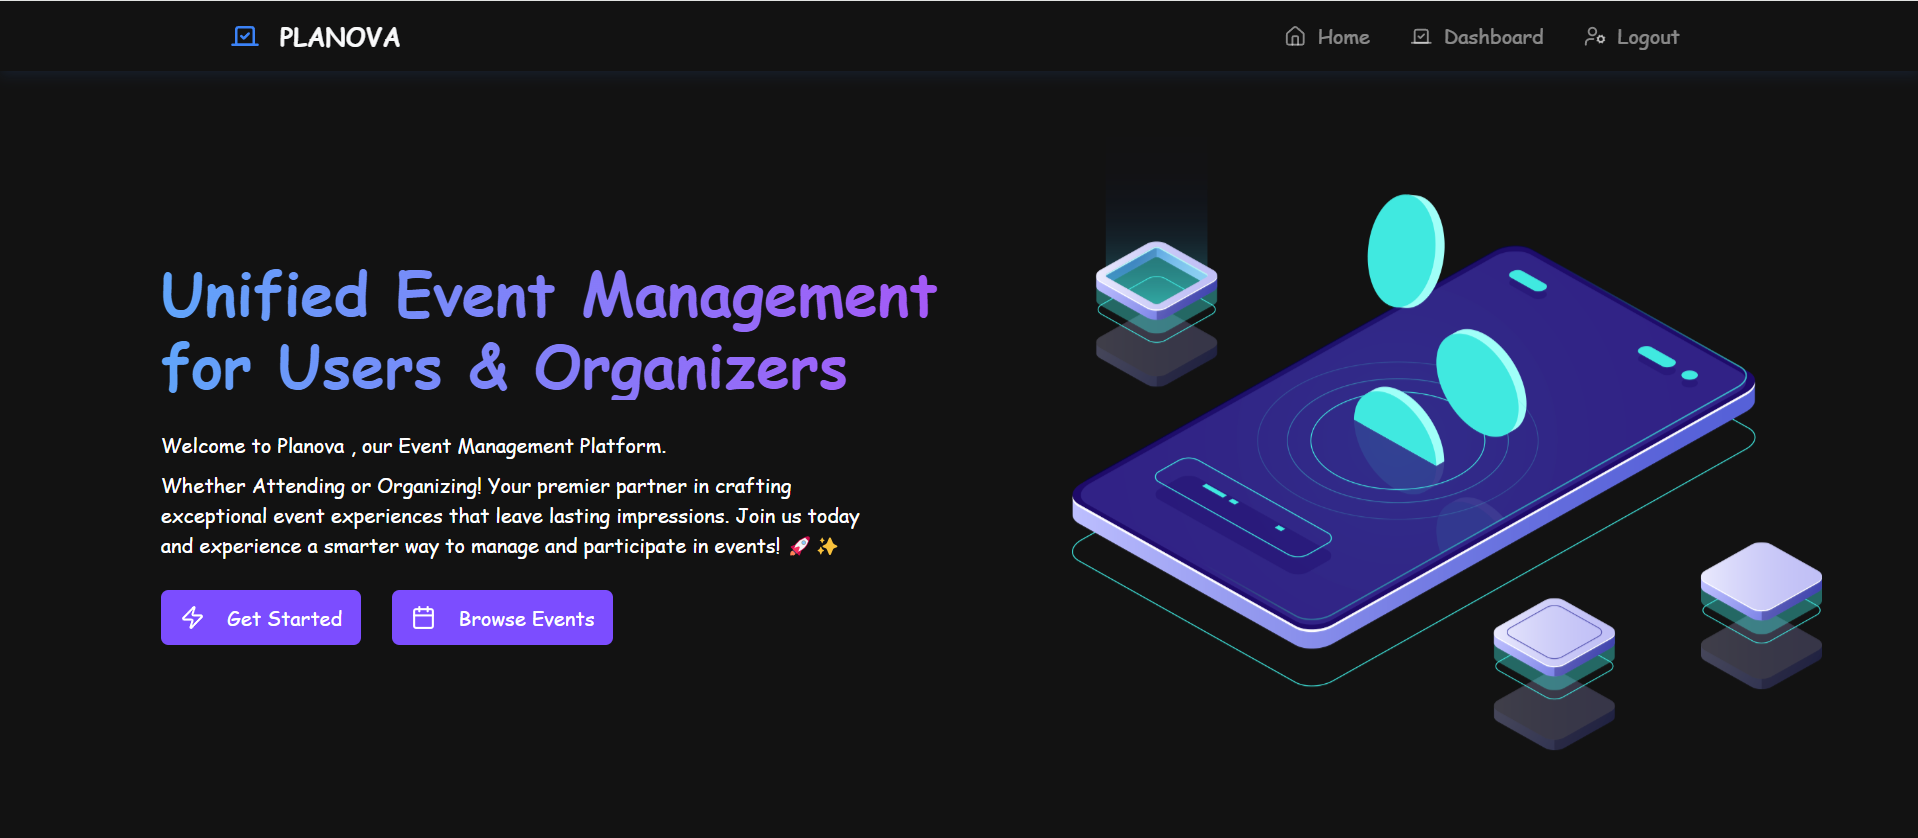 PLANOVA
Home
Dashboard
Logout
Unified Event Management
for Users & Organizers
Welcome to Planova , our Event Management Platform.
Whether Attending or Organizing! Your premier partner in crafting
exceptional event experiences that leave lasting impressions. Join us today
and experience a smarter way to manage and participate in events! 🚀 ✨
Get Started
Browse Events